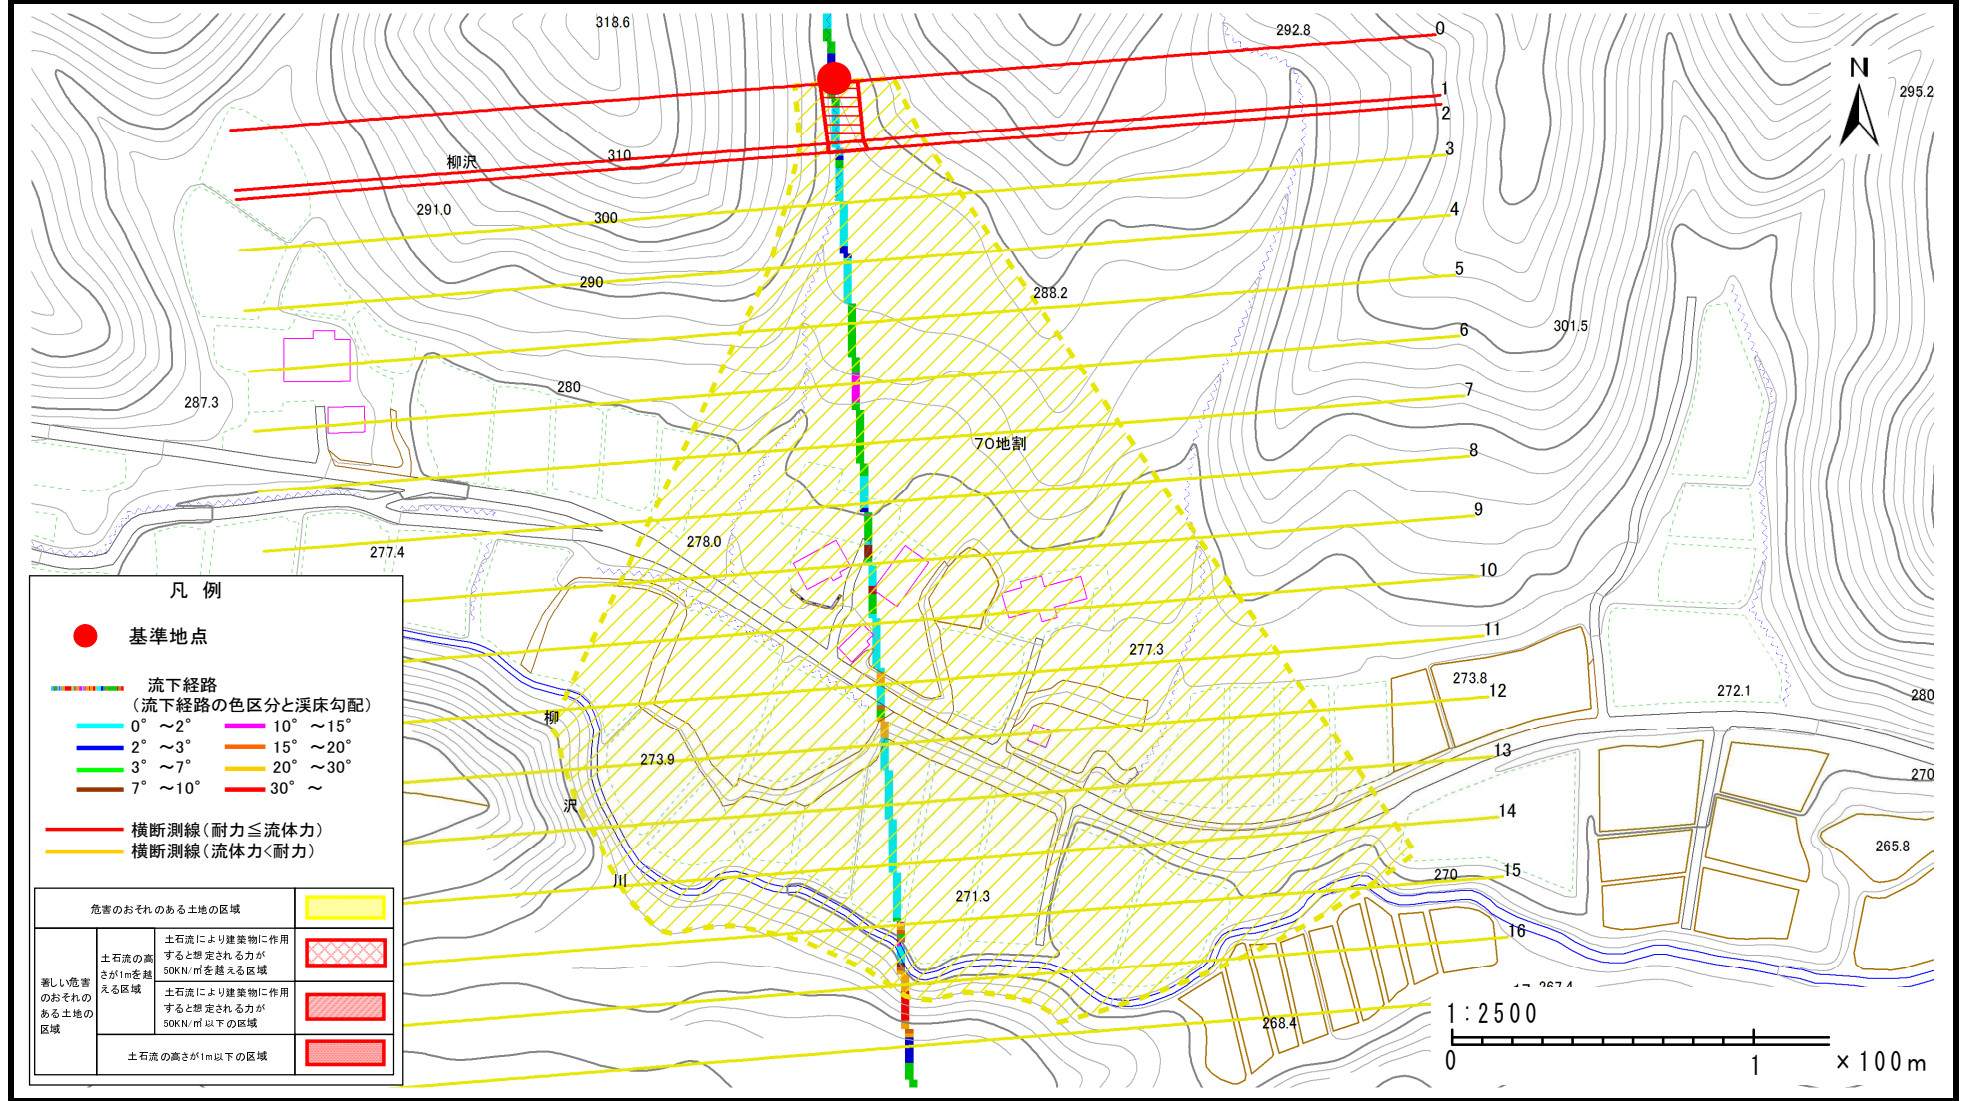 318.6
292.8
0
N
295.2
1
2
3
310
柳沢
291.0
300
4
290
288.2
5
301.5
6
280
287.3
7
70地割
8
9
277.4
278.0
10
277.3
11
273.8
12
272.1
280
柳
273.9
13
270
沢
14
265.8
川
271.3
270
15
16
268.4
凡 例
基準地点
流下経路
(流下経路の色区分と渓床勾配)
0° ~2° 10° ~15°
2° ~3° 15° ~20°
3° ~7° 20° ~30°
7° ~10° 30° ~
横断測線(耐力≦流体力)
横断測線(流体力<耐力)
危害のおそれのある土地の区域
著しい危害
のおそれの
ある土地の
区域
土石流の高
さが1mを越
える区域
土石流により建築物に作用
すると想定される力が
50KN/㎡を越える区域
土石流により建築物に作用
すると想定される力が
50KN/㎡以下の区域
土石流の高さが1m以下の区域
1:2500
0 1 ×100m